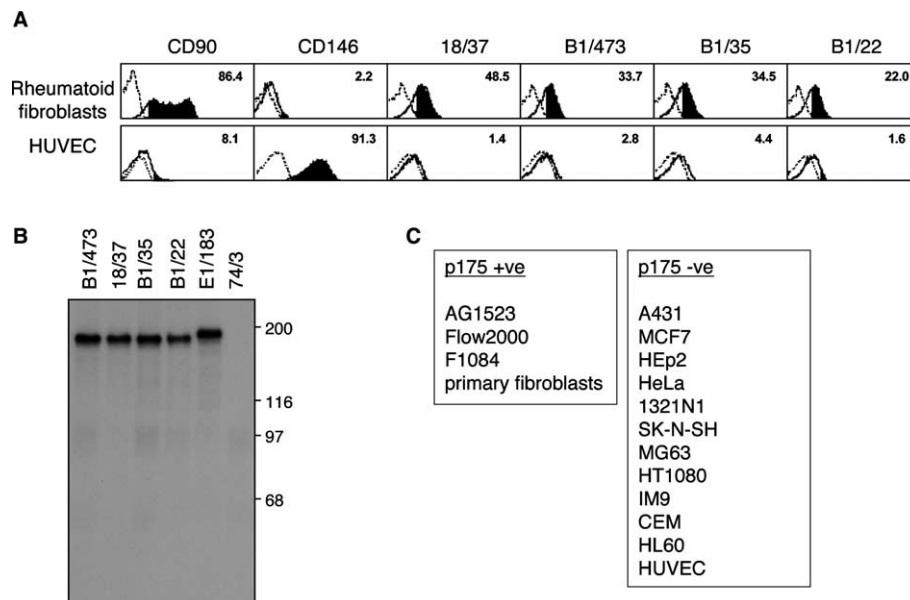 A
CD90 CD146 18/37 B1/473 B1/35 B1/22
Rheumatoid
fibroblasts
86.4 2.2 48.5 33.7 34.5 22.0
HUVEC
8.1 91.3 1.4 2.8 4.4 1.6
B
B1/473
18/37
B1/35
B1/22
E1/183
74/3
200
116
97
68
C
p175 +ve
AG1523
Flow2000
F1084
primary fibroblasts
p175 -ve
A431
MCF7
HEp2
HeLa
1321N1
SK-N-SH
MG63
HT1080
IM9
CEM
HL60
HUVEC